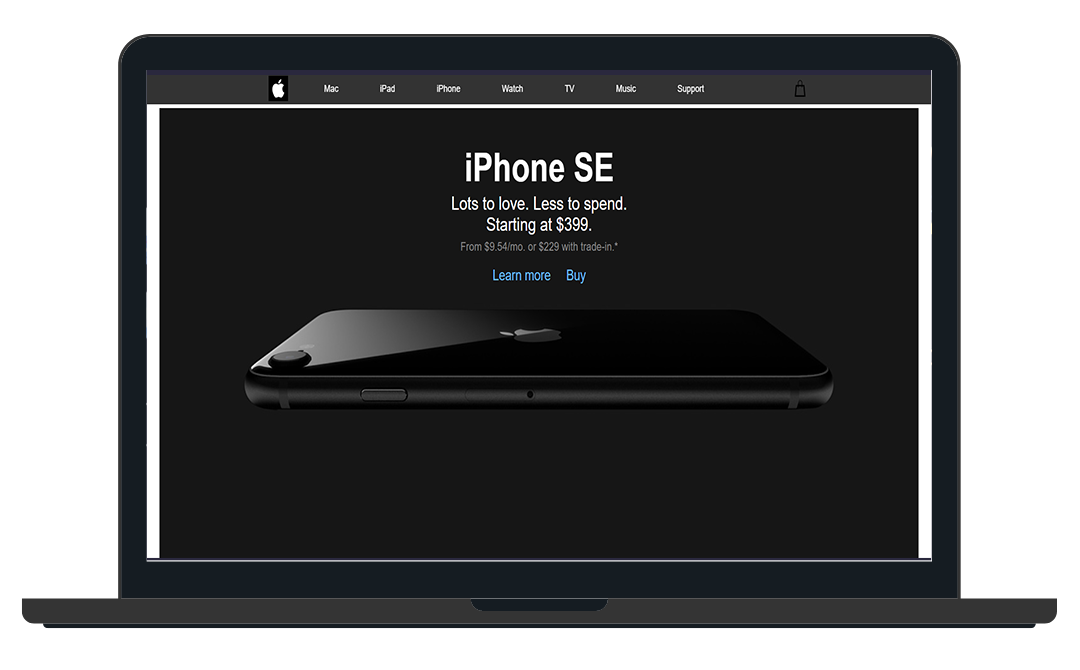 Mac iPad iPhone Watch TV Music Support
iPhone SE
Lots to love. Less to spend.
Starting at $399.
From $9.54/mo. or $229 with trade-in.*
Learn more Buy